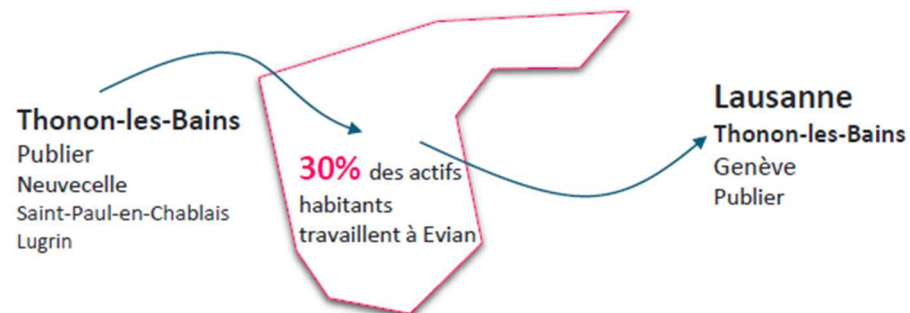 Thonon-les-Bains
Publier
Neuvecelle
Saint-Paul-en-Chablais
Lugrin
30% des actifs
habitants
travaillent à Evian
Lausanne
Thonon-les-Bains
Genève
Publier